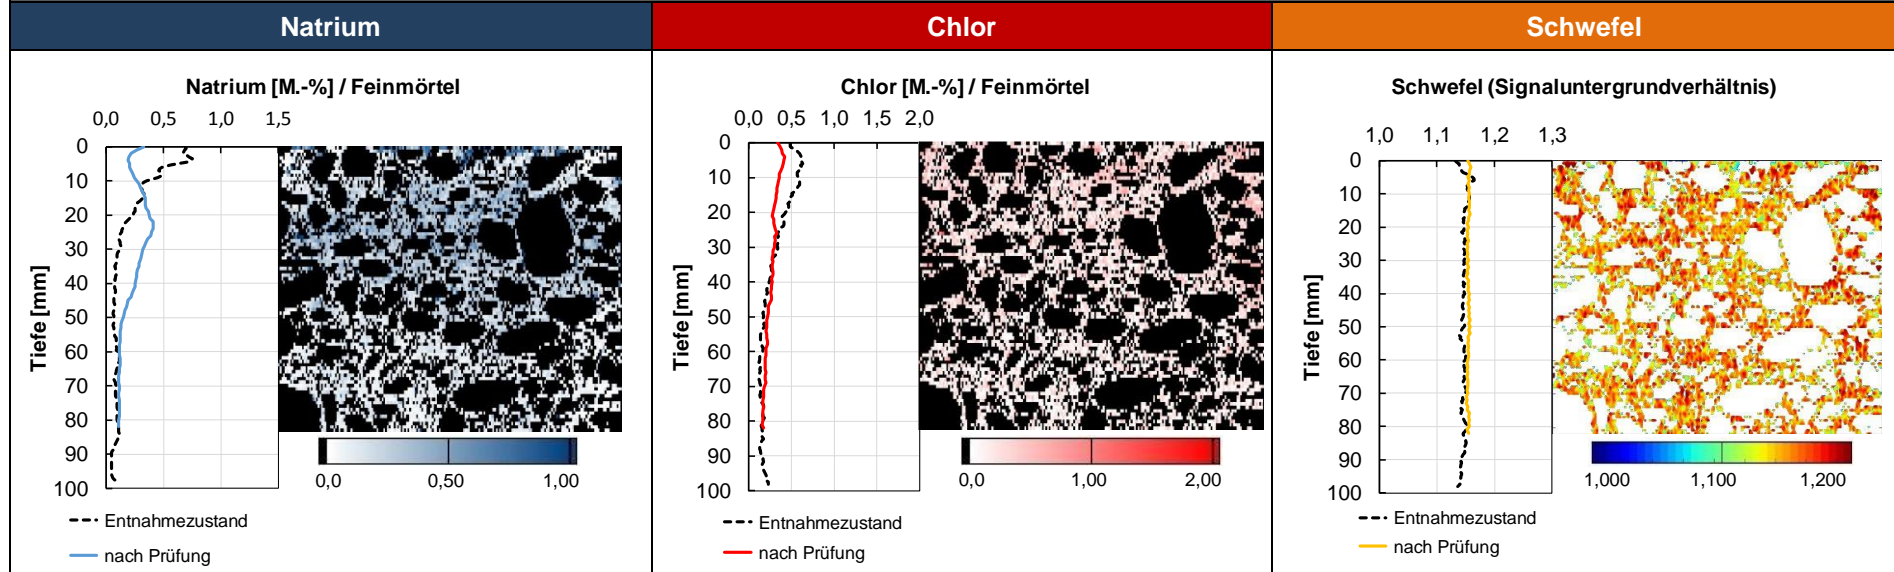 Natrium
Chlor
Schwefel
Natrium [M.-%] / Feinmörtel
0,0 0,5 1,0 1,5
0
10
20
30
40
50
60
70
80
90
100
Tiefe [mm]
0,0 0,50 1,00
Entnahmezustand
nach Prüfung
Chlor [M.-%] / Feinmörtel
0,0 0,5 1,0 1,5 2,0
0
10
20
30
40
50
60
70
80
90
100
Tiefe [mm]
0,0 1,00 2,00
Entnahmezustand
nach Prüfung
Schwefel (Signaluntergrundverhältnis)
1,0 1,1 1,2 1,3
0
10
20
30
40
50
60
70
80
90
100
Tiefe [mm]
1,000 1,100 1,200
Entnahmezustand
nach Prüfung